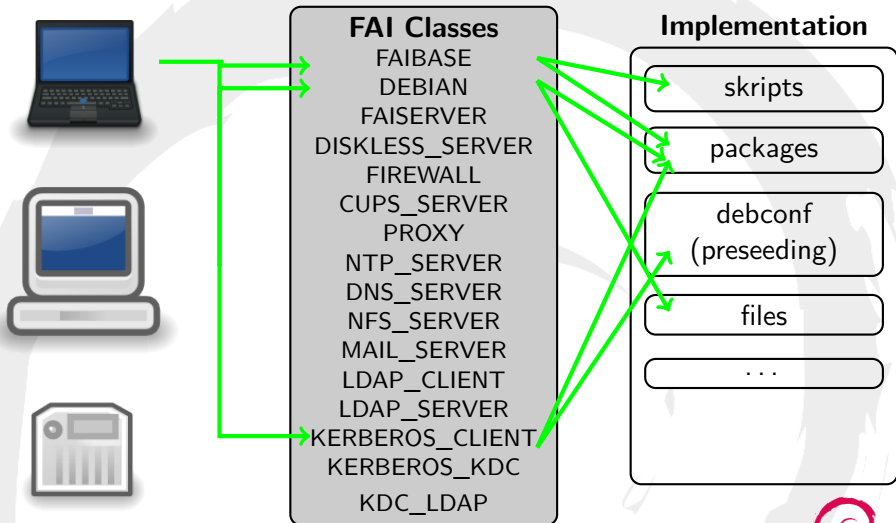 FAI Classes
FAIBASE
DEBIAN
FAISERVER
DISKLESS_SERVER
FIREWALL
CUPS_SERVER
PROXY
NTP_SERVER
DNS_SERVER
NFS_SERVER
MAIL_SERVER
LDAP_CLIENT
LDAP_SERVER
KERBEROS_CLIENT
KERBEROS_KDC
KDC_LDAP
Implementation
skripts
packages
debconf
(preseeding)
files
. . .